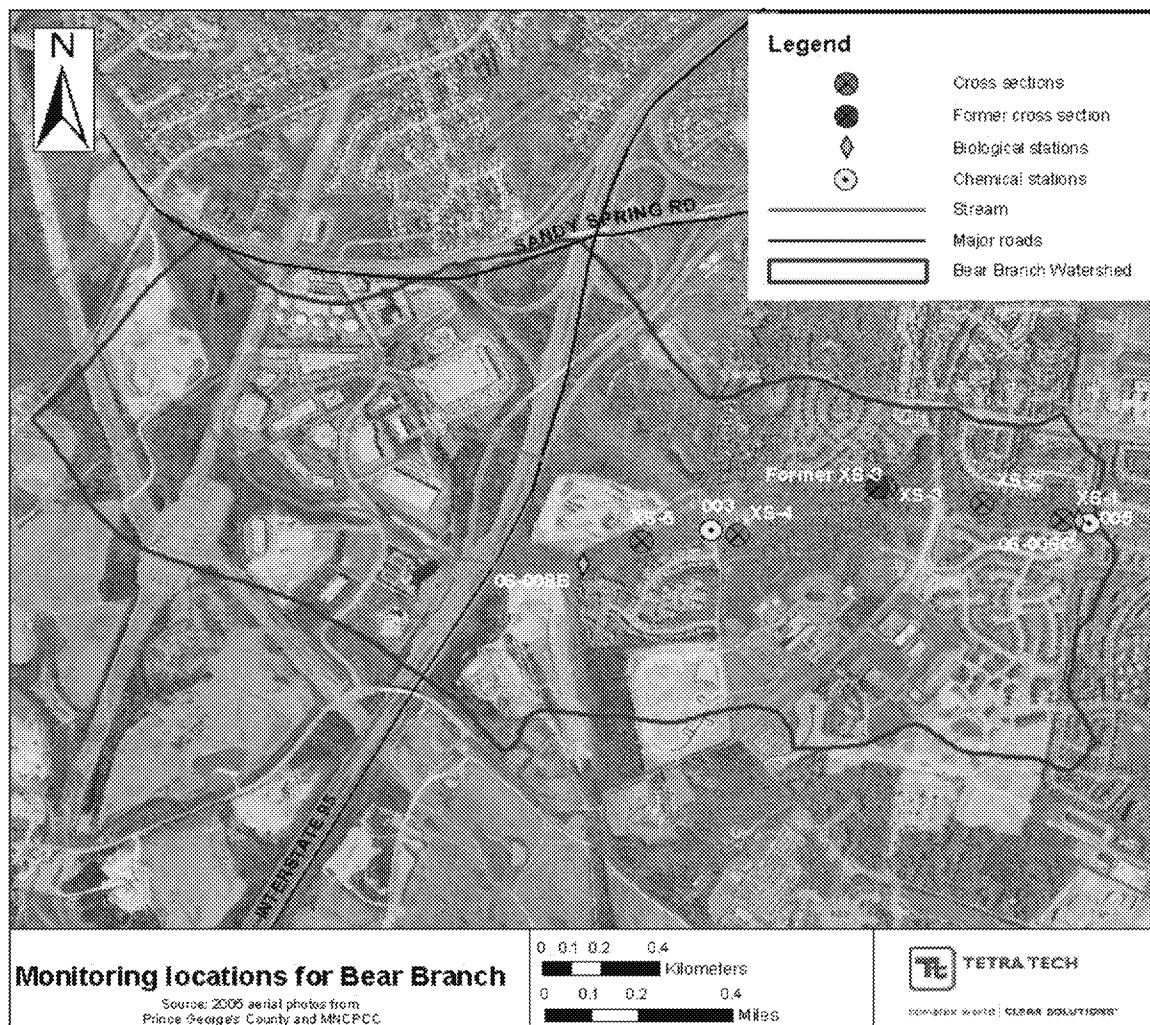 N
Legend
Cross sections
Former cross section
Biological stations
Chemical stations
Stream
Major roads
Bear Branch Watershed
SANDY SPRING RD
Former XS-3
XS-3
XS-2
XS-1
003
XS-4
XS-5
005
INTERSTATE 95
Monitoring locations for Bear Branch
Source: 2005 aerial photos from
Prince George's County and MNCPCC
0 0.1 0.2 0.4
Kilometers
0 0.1 0.2 0.4
Miles
TETRA TECH
complex world | CLEAR SOLUTIONS